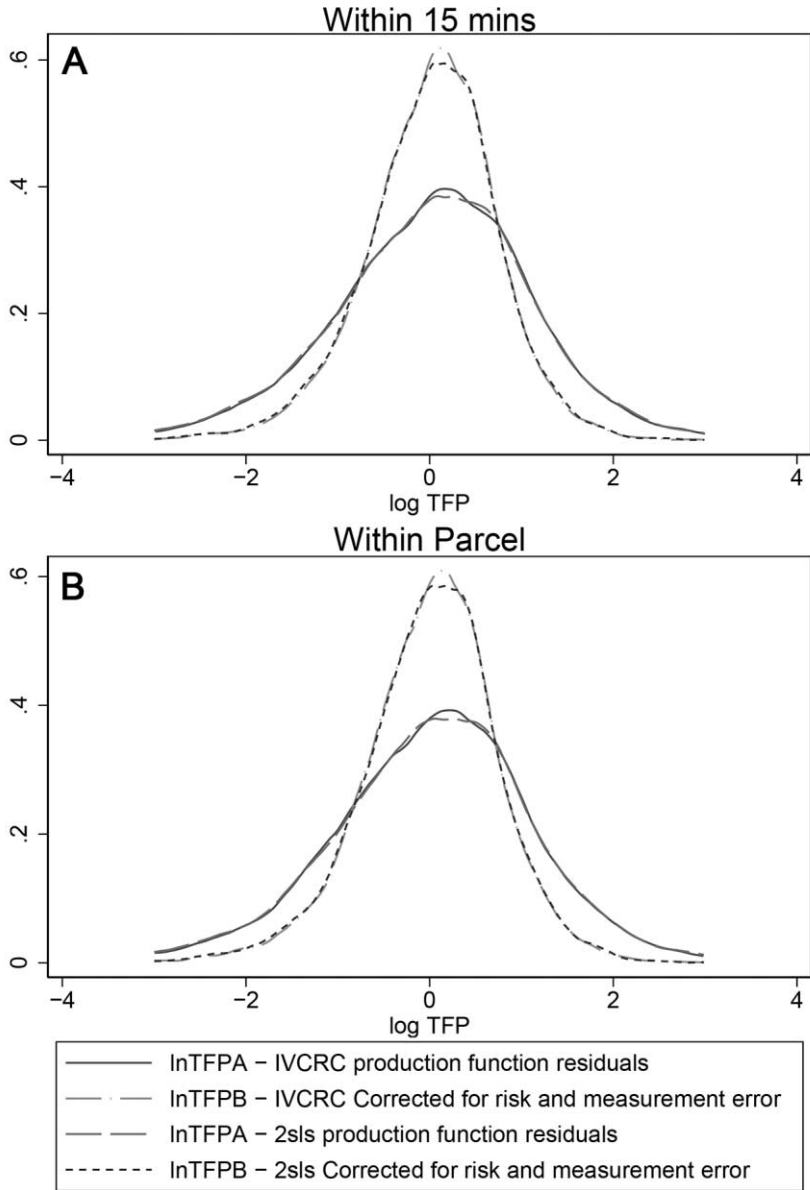 Within 15 mins
A
.6
.4
.2
0
−4 −2 0 2 4
log TFP
Within Parcel
B
.6
.4
.2
0
−4 −2 0 2 4
log TFP
lnTFPA − IVCRC production function residuals
lnTFPB − IVCRC Corrected for risk and measurement error
lnTFPA − 2sls production function residuals
lnTFPB − 2sls Corrected for risk and measurement error